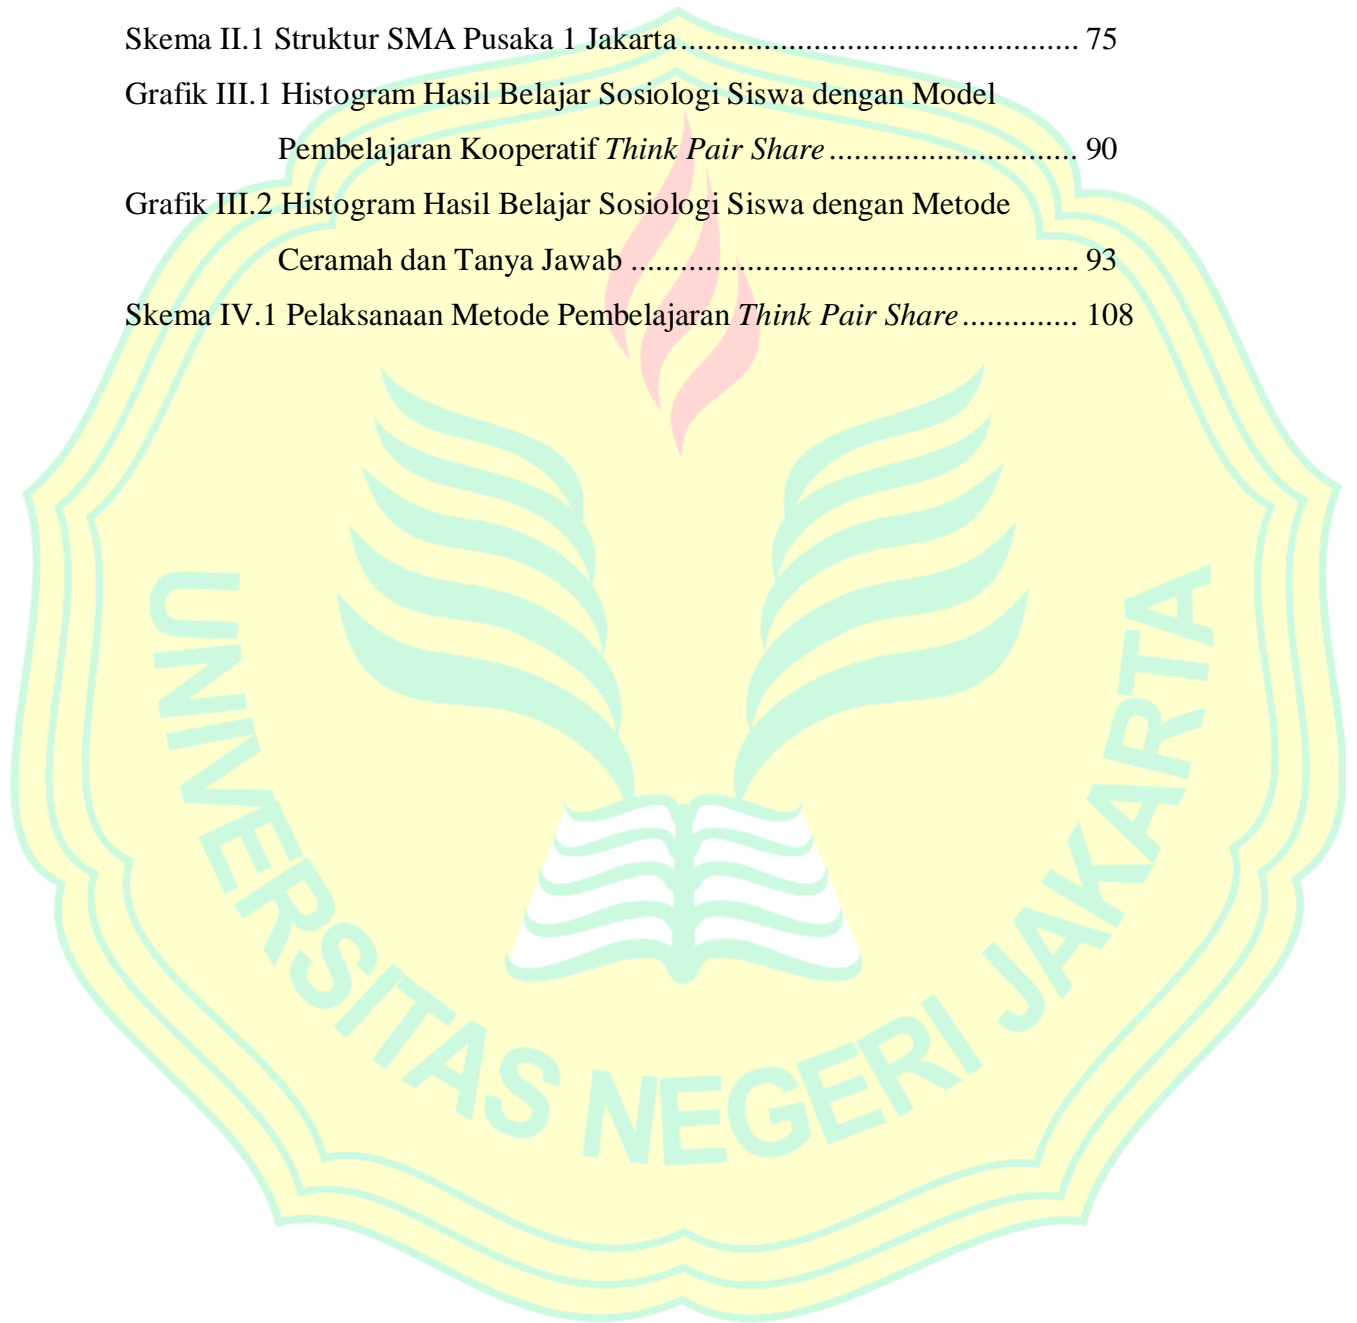 Skema II.1 Struktur SMA Pusaka 1 Jakarta................................................ 75
Grafik III.1 Histogram Hasil Belajar Sosiologi Siswa dengan Model
Pembelajaran Kooperatif Think Pair Share.............................. 90
Grafik III.2 Histogram Hasil Belajar Sosiologi Siswa dengan Metode
Ceramah dan Tanya Jawab ...................................................... 93
Skema IV.1 Pelaksanaan Metode Pembelajaran Think Pair Share.............. 108
UNIVERSITAS NEGERI JAKARTA